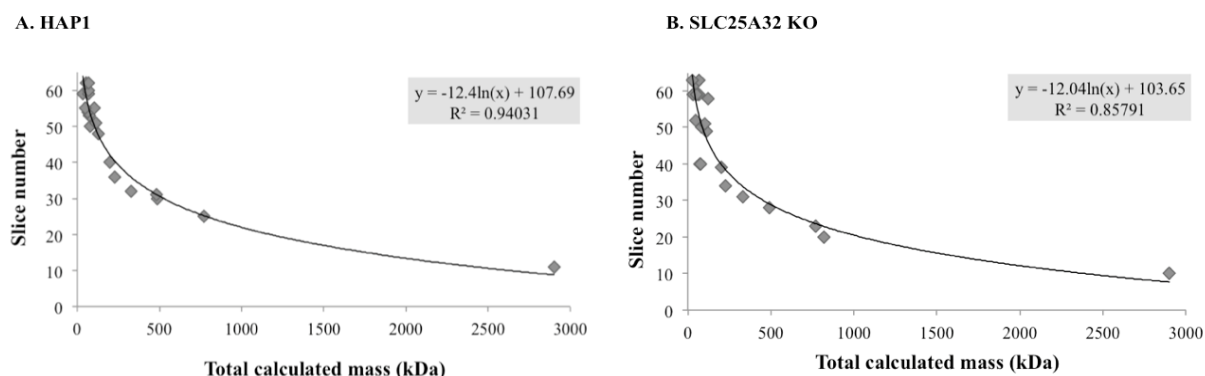 A. HAP1
B. SLC25A32 KO
y = -12.4ln(x) + 107.69
R² = 0.94031
60
50
40
30
20
10
0
Slice number
0 500 1000 1500 2000 2500 3000
Total calculated mass (kDa)
y = -12.04ln(x) + 103.65
R² = 0.85791
60
50
40
30
20
10
0
Slice number
0 500 1000 1500 2000 2500 3000
Total calculated mass (kDa)